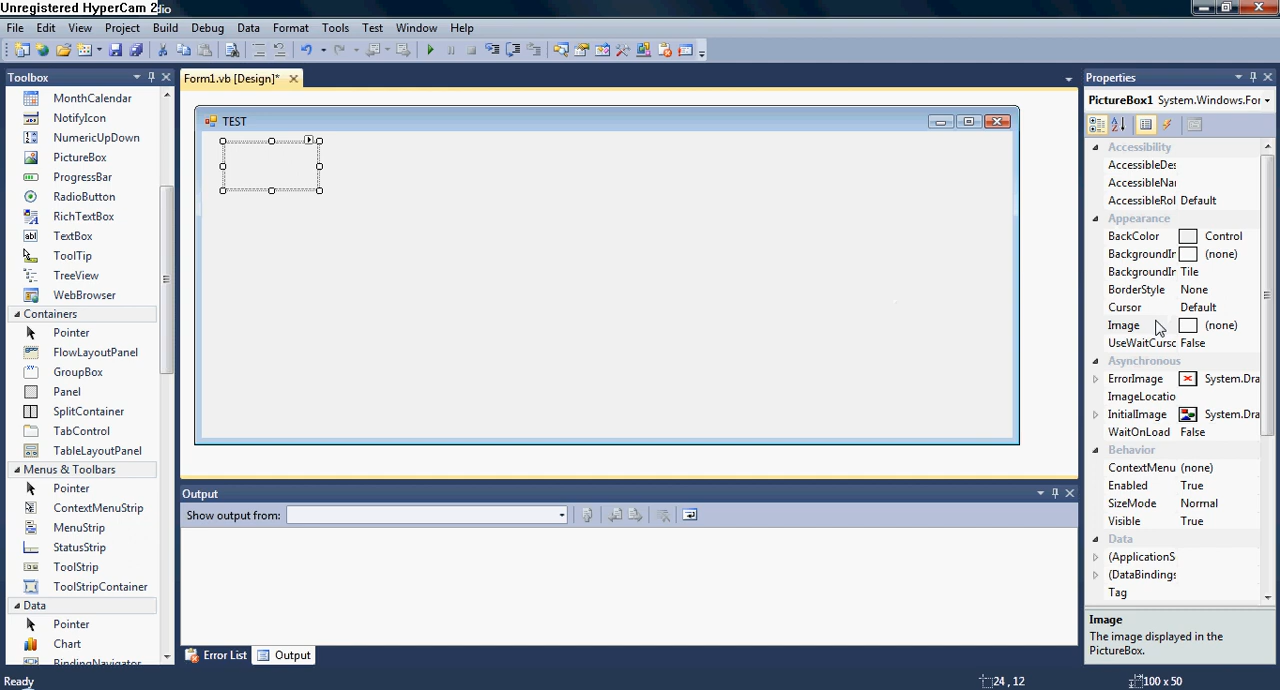 Unregistered HyperCam 2
dio
File Edit View Project Build Debug Data Format Tools Test Window Help
Toolbox
MonthCalendar
NotifyIcon
NumericUpDown
PictureBox
ProgressBar
RadioButton
RichTextBox
abl TextBox
ToolTip
TreeView
WebBrowser
Containers
Pointer
FlowLayoutPanel
GroupBox
Panel
SplitContainer
TabControl
TableLayoutPanel
Menus & Toolbars
Pointer
ContextMenuStrip
MenuStrip
StatusStrip
ToolStrip
ToolStripContainer
Data
Pointer
Chart
BindingNavigator
Form1.vb [Design]*
TEST
Output
Show output from:
Error List Output
Properties
PictureBox1 System.Windows.For
Accessibility
AccessibleDes
AccessibleNar
AccessibleRol Default
Appearance
BackColor Control
BackgroundIr (none)
BackgroundIr Tile
BorderStyle None
Cursor Default
Image (none)
UseWaitCursc False
Asynchronous
ErrorImage System.Dra
ImageLocatio
InitialImage System.Dra
WaitOnLoad False
Behavior
ContextMenu (none)
Enabled True
SizeMode Normal
Visible True
Data
(ApplicationS
(DataBindings
Tag
Image
The image displayed in the
PictureBox.
Ready
24 , 12
100 x 50